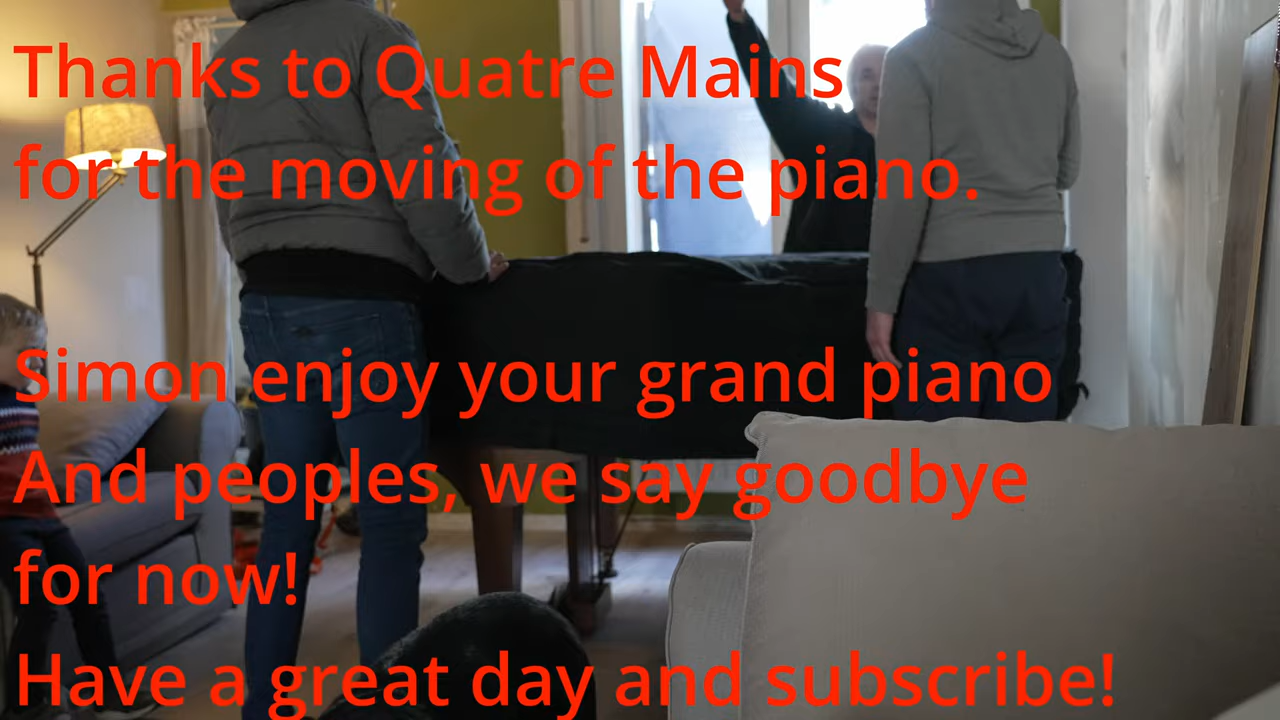 Thanks to Quatre Mains
for the moving of the piano.
Simon enjoy your grand piano
And peoples, we say goodbye
for now!
Have a great day and subscribe!